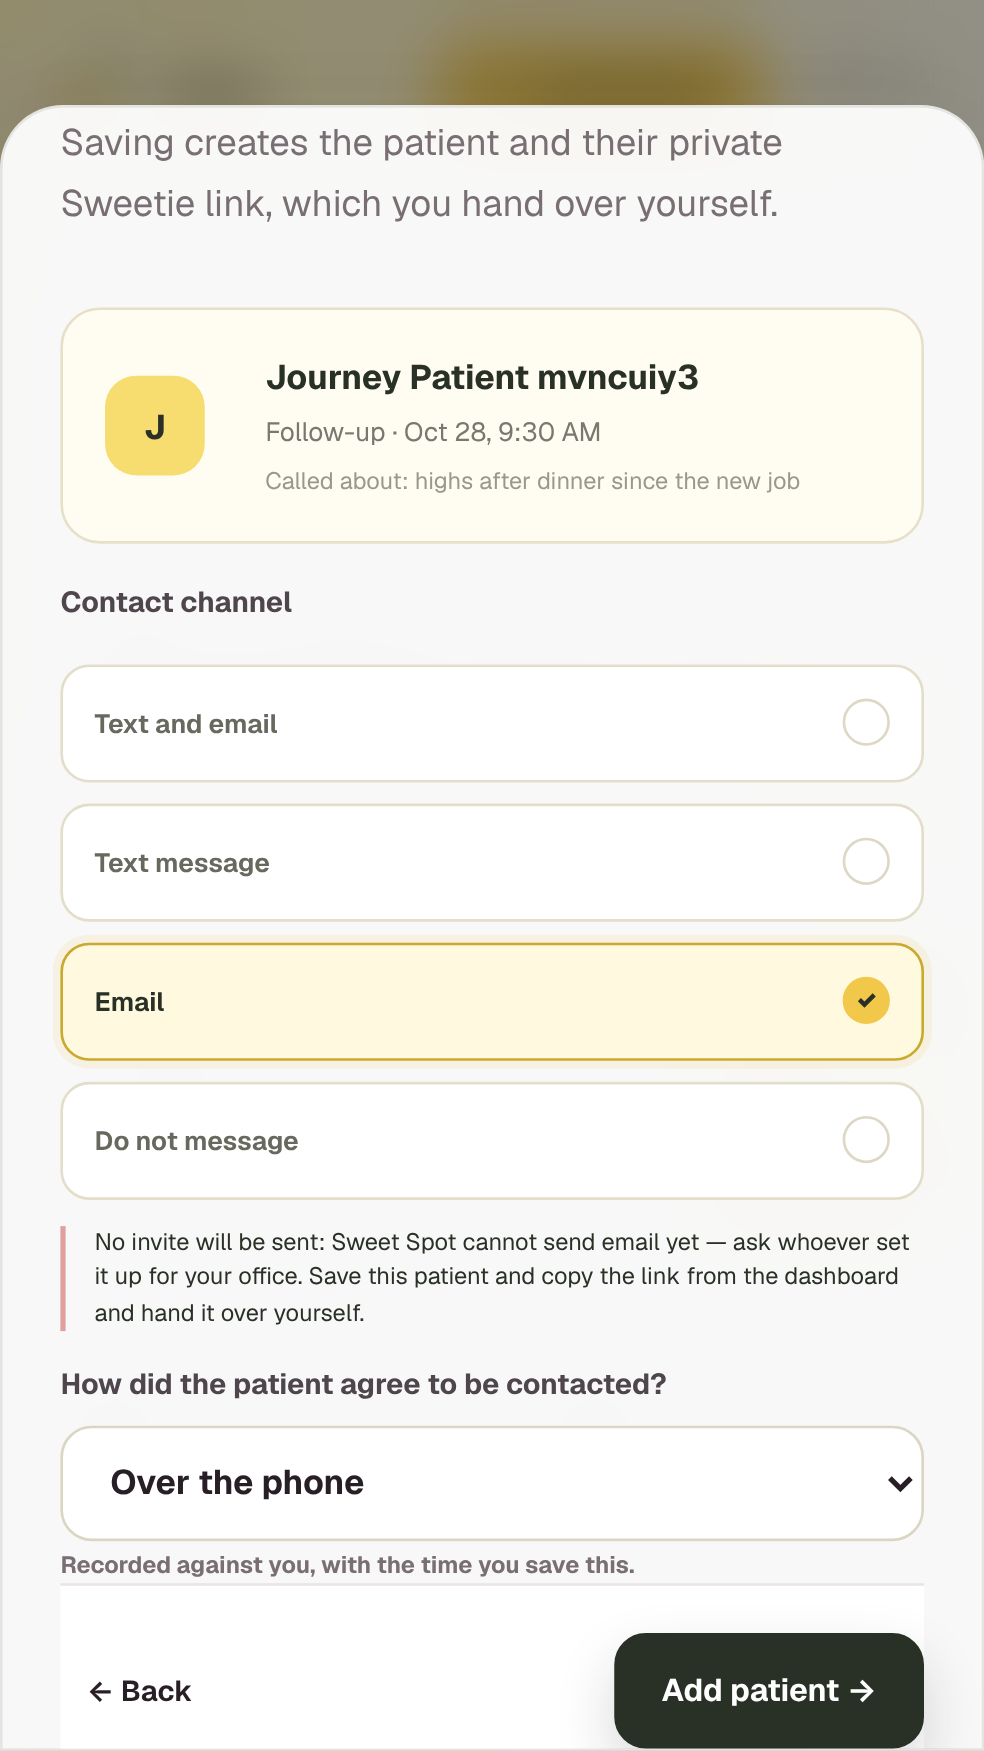 Saving creates the patient and their private
Sweetie link, which you hand over yourself.
J
Journey Patient mvncuiy3
Follow-up · Oct 28, 9:30 AM
Called about: highs after dinner since the new job
Contact channel
Text and email
Text message
Email
Do not message
No invite will be sent: Sweet Spot cannot send email yet — ask whoever set
it up for your office. Save this patient and copy the link from the dashboard
and hand it over yourself.
How did the patient agree to be contacted?
Over the phone
Recorded against you, with the time you save this.
← Back
Add patient →